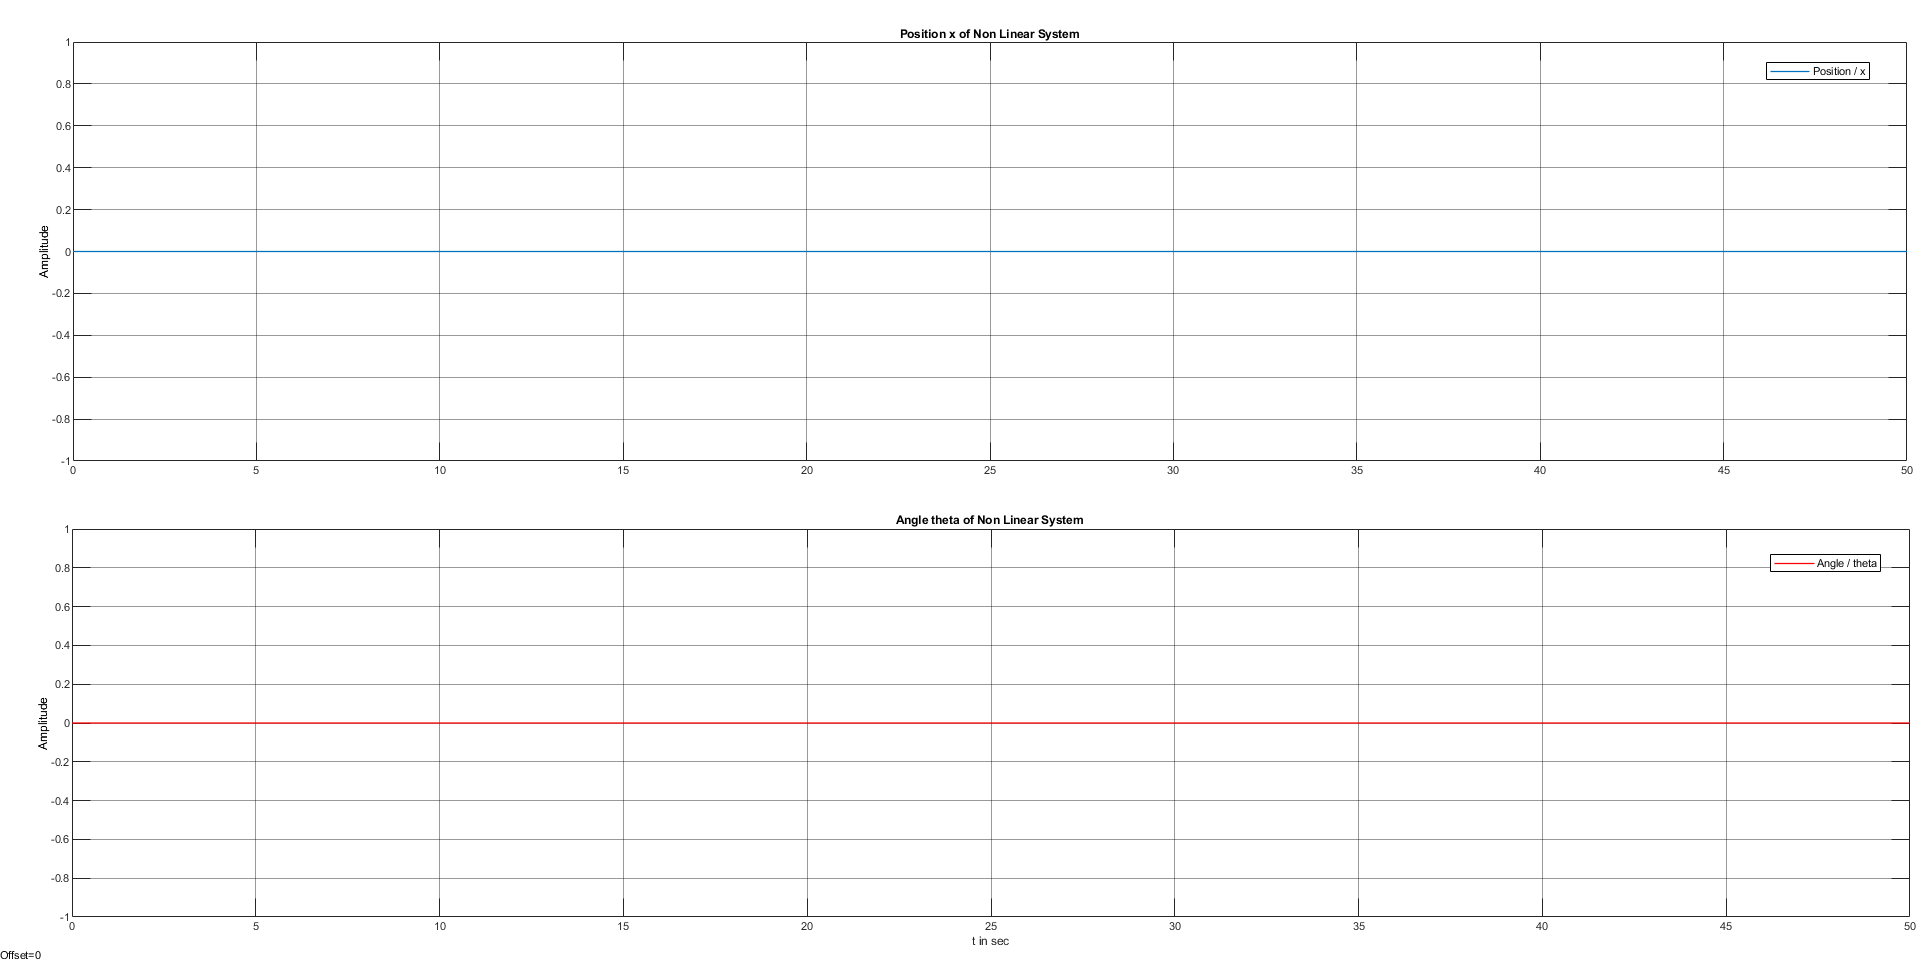 Position x of Non Linear System
Position / x
Amplitude
1
0.8
0.6
0.4
0.2
0
-0.2
-0.4
-0.6
-0.8
-1
0 5 10 15 20 25 30 35 40 45 50
Angle theta of Non Linear System
Angle / theta
Amplitude
1
0.8
0.6
0.4
0.2
0
-0.2
-0.4
-0.6
-0.8
-1
0 5 10 15 20 25 30 35 40 45 50
t in sec
Offset=0